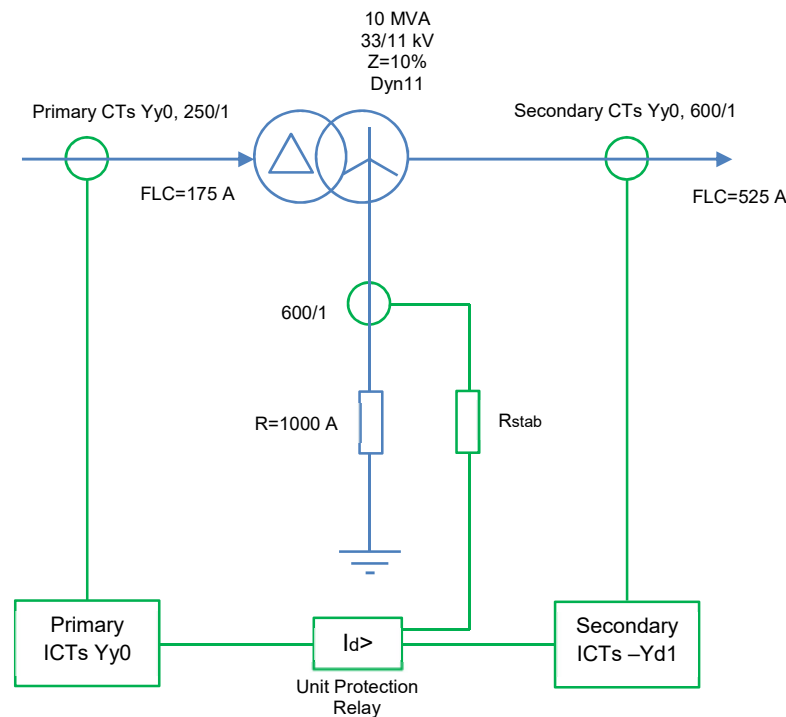 10 MVA
33/11 kV
Z=10%
Dyn11
Primary CTs Yy0, 250/1
Secondary CTs Yy0, 600/1
FLC=175 A
FLC=525 A
600/1
R=1000 A
Rstab
Primary
ICTs Yy0
Id>
Secondary
ICTs –Yd1
Unit Protection
Relay